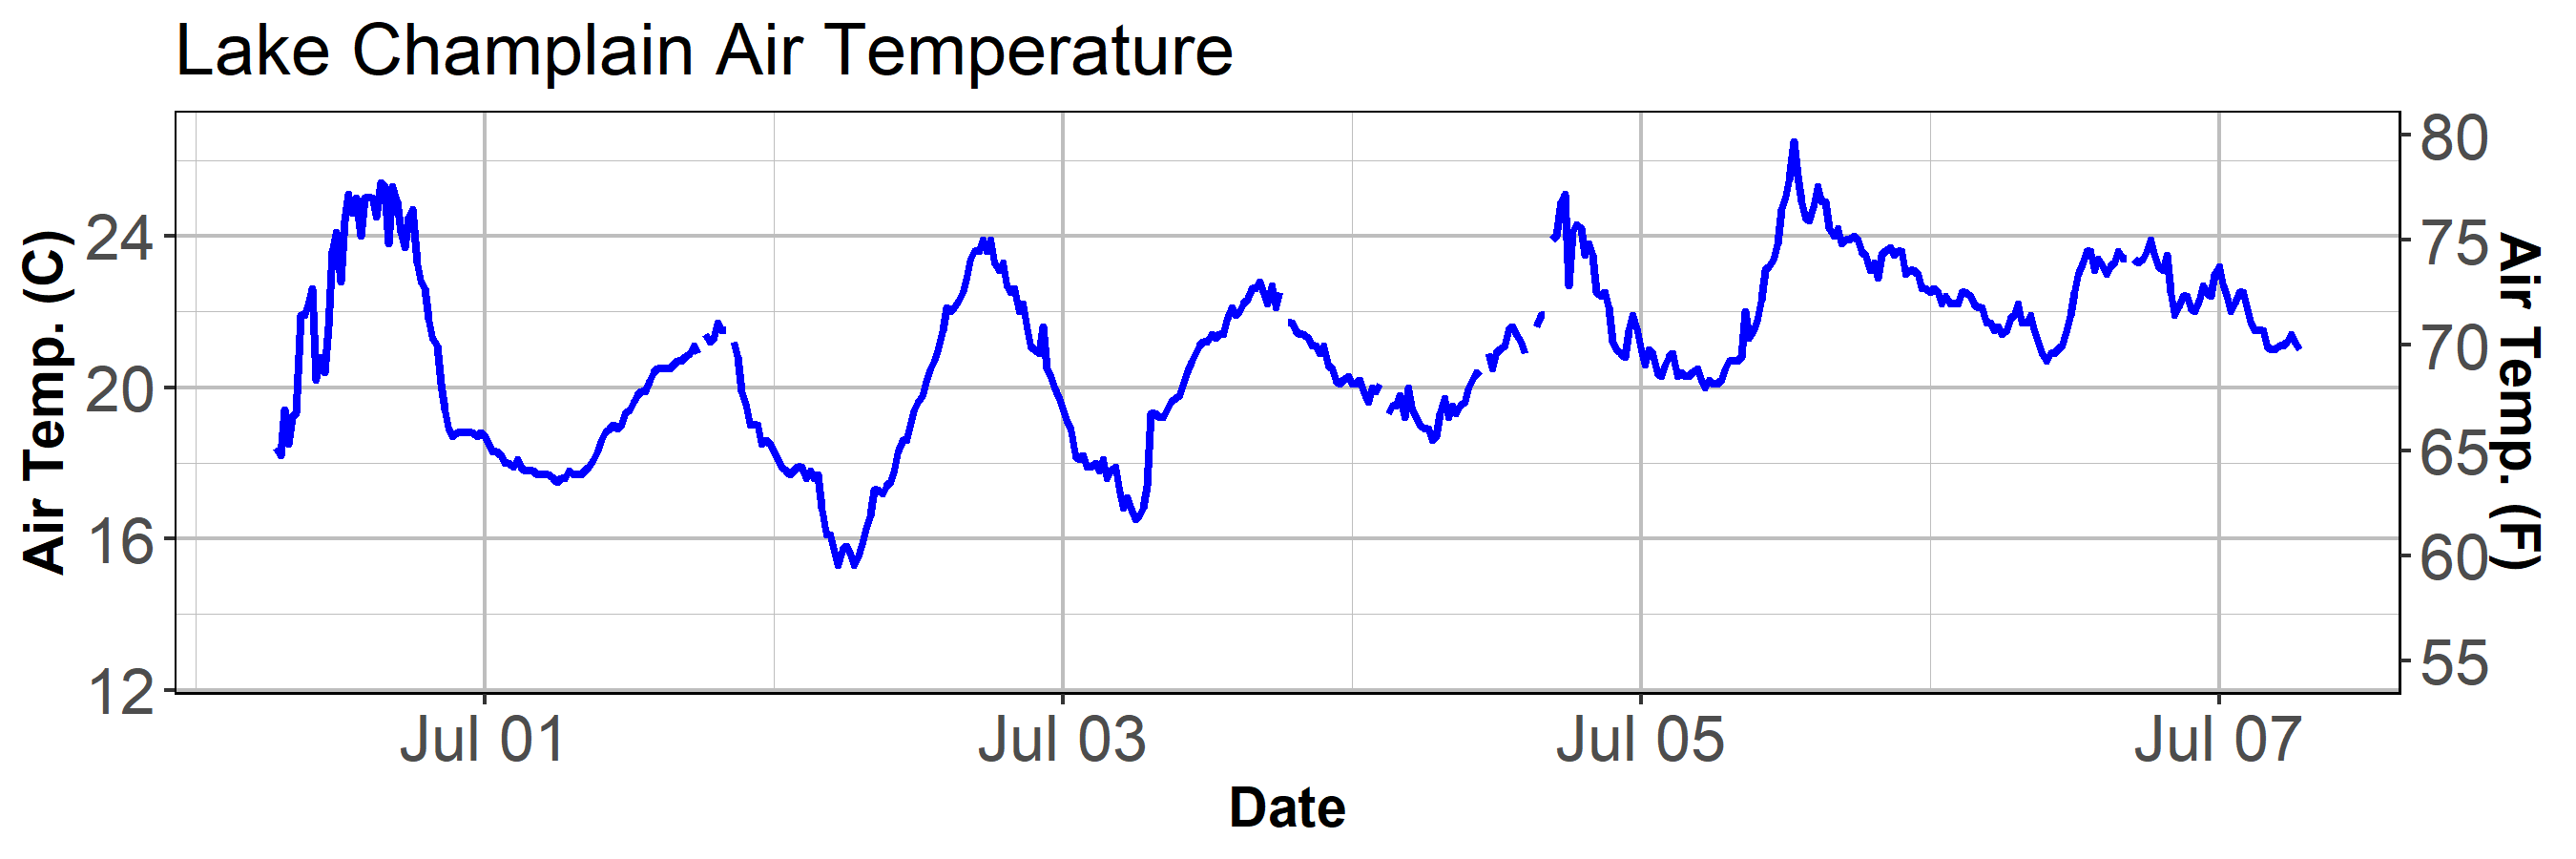 Lake Champlain Air Temperature
Air Temp. (C)
24
20
16
12
80
75
70
65
60
55
Air Temp. (F)
Jul 01 Jul 03 Jul 05 Jul 07
Date